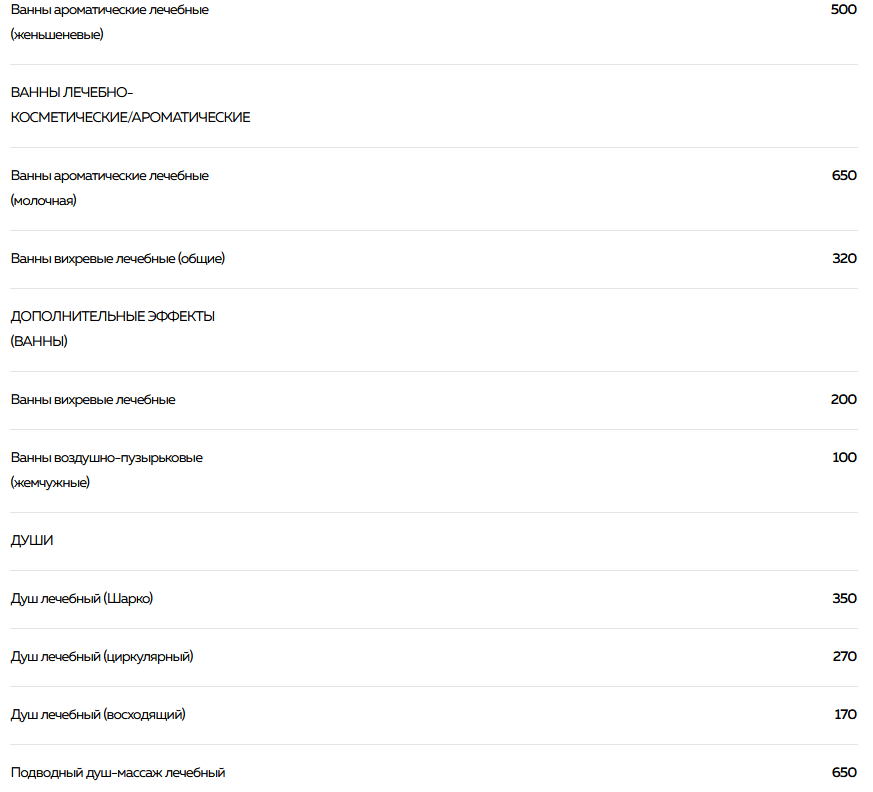 Ванны ароматические лечебные 500
(женьшеневые)
ВАННЫ ЛЕЧЕБНО-
КОСМЕТИЧЕСКИЕ/АРОМАТИЧЕСКИЕ
Ванны ароматические лечебные 650
(молочная)
Ванны вихревые лечебные (общие) 320
ДОПОЛНИТЕЛЬНЫЕ ЭФФЕКТЫ
(ВАННЫ)
Ванны вихревые лечебные 200
Ванны воздушно-пузырьковые 100
(жемчужные)
ДУШИ
Душ лечебный (Шарко) 350
Душ лечебный (циркулярный) 270
Душ лечебный (восходящий) 170
Подводный душ-массаж лечебный 650